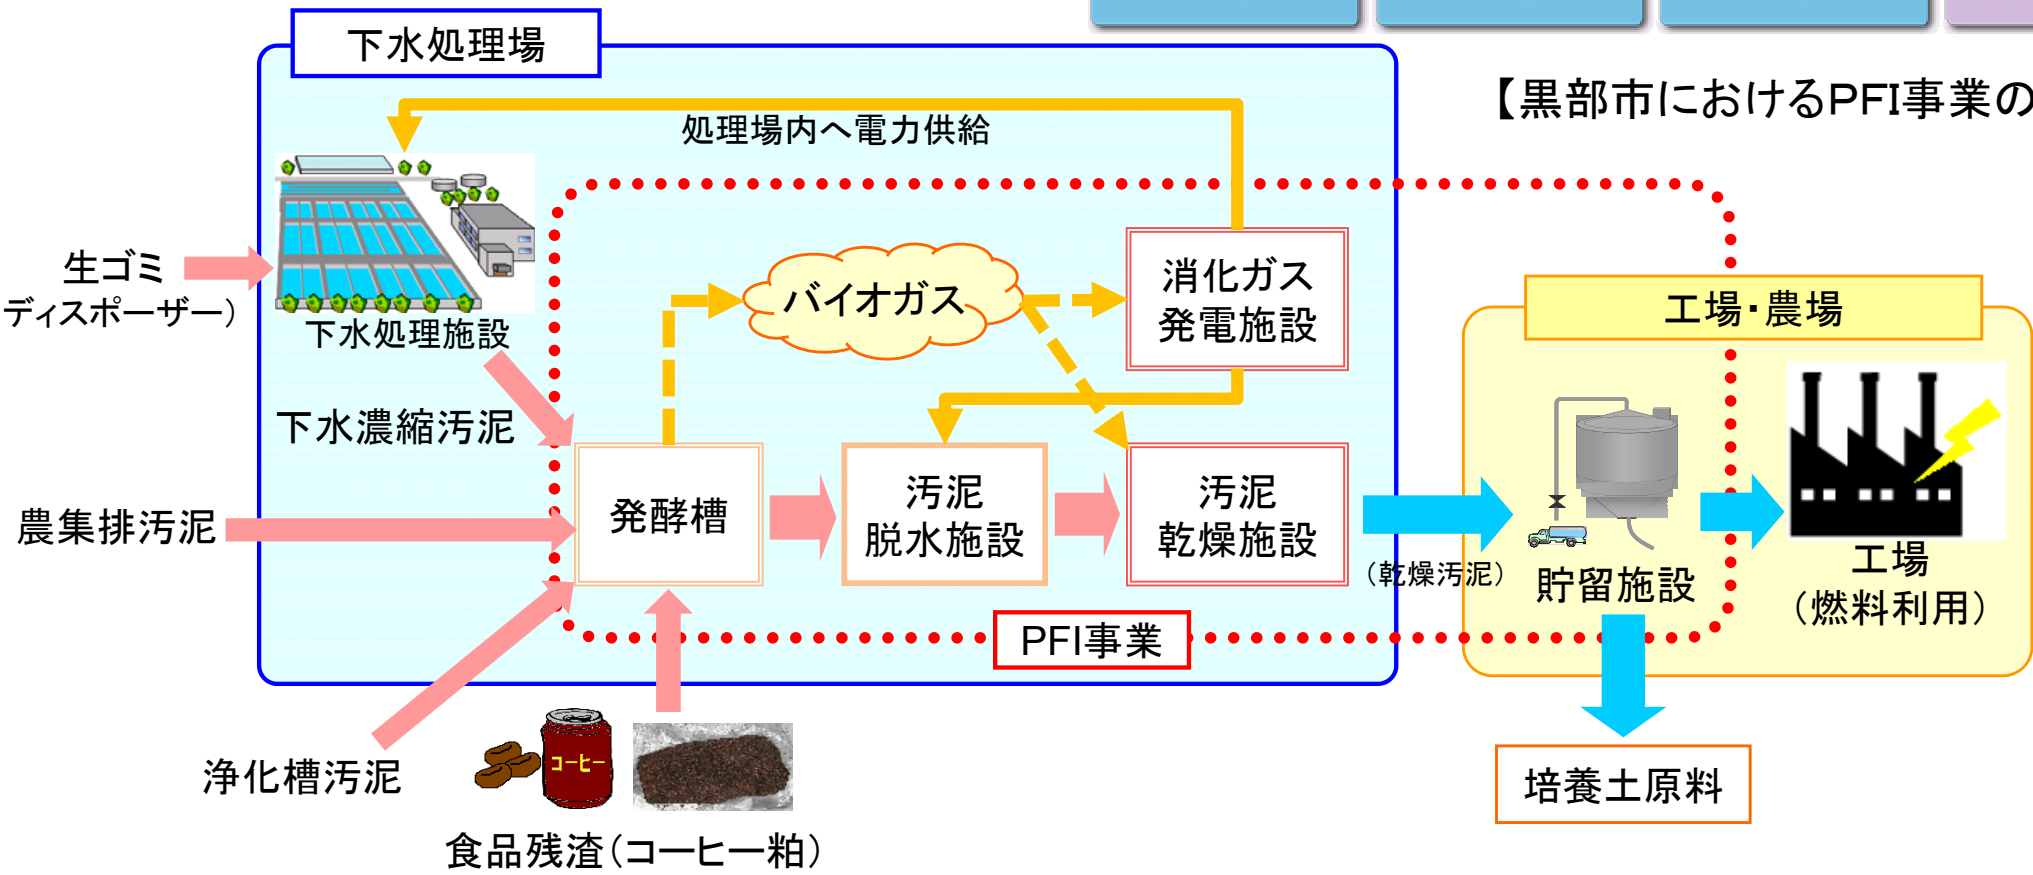 下水処理場
【黒部市におけるPFI事業の
処理場内へ電力供給
生ゴミ
ディスポーザー）
下水処理施設
バイオガス
消化ガス
発電施設
工場・農場
下水濃縮汚泥
農集排汚泥
発酵槽
汚泥
脱水施設
汚泥
乾燥施設
（乾燥汚泥）
貯留施設
工場
（燃料利用）
PFI事業
浄化槽汚泥
コーヒー
食品残渣（コーヒー粕）
培養土原料